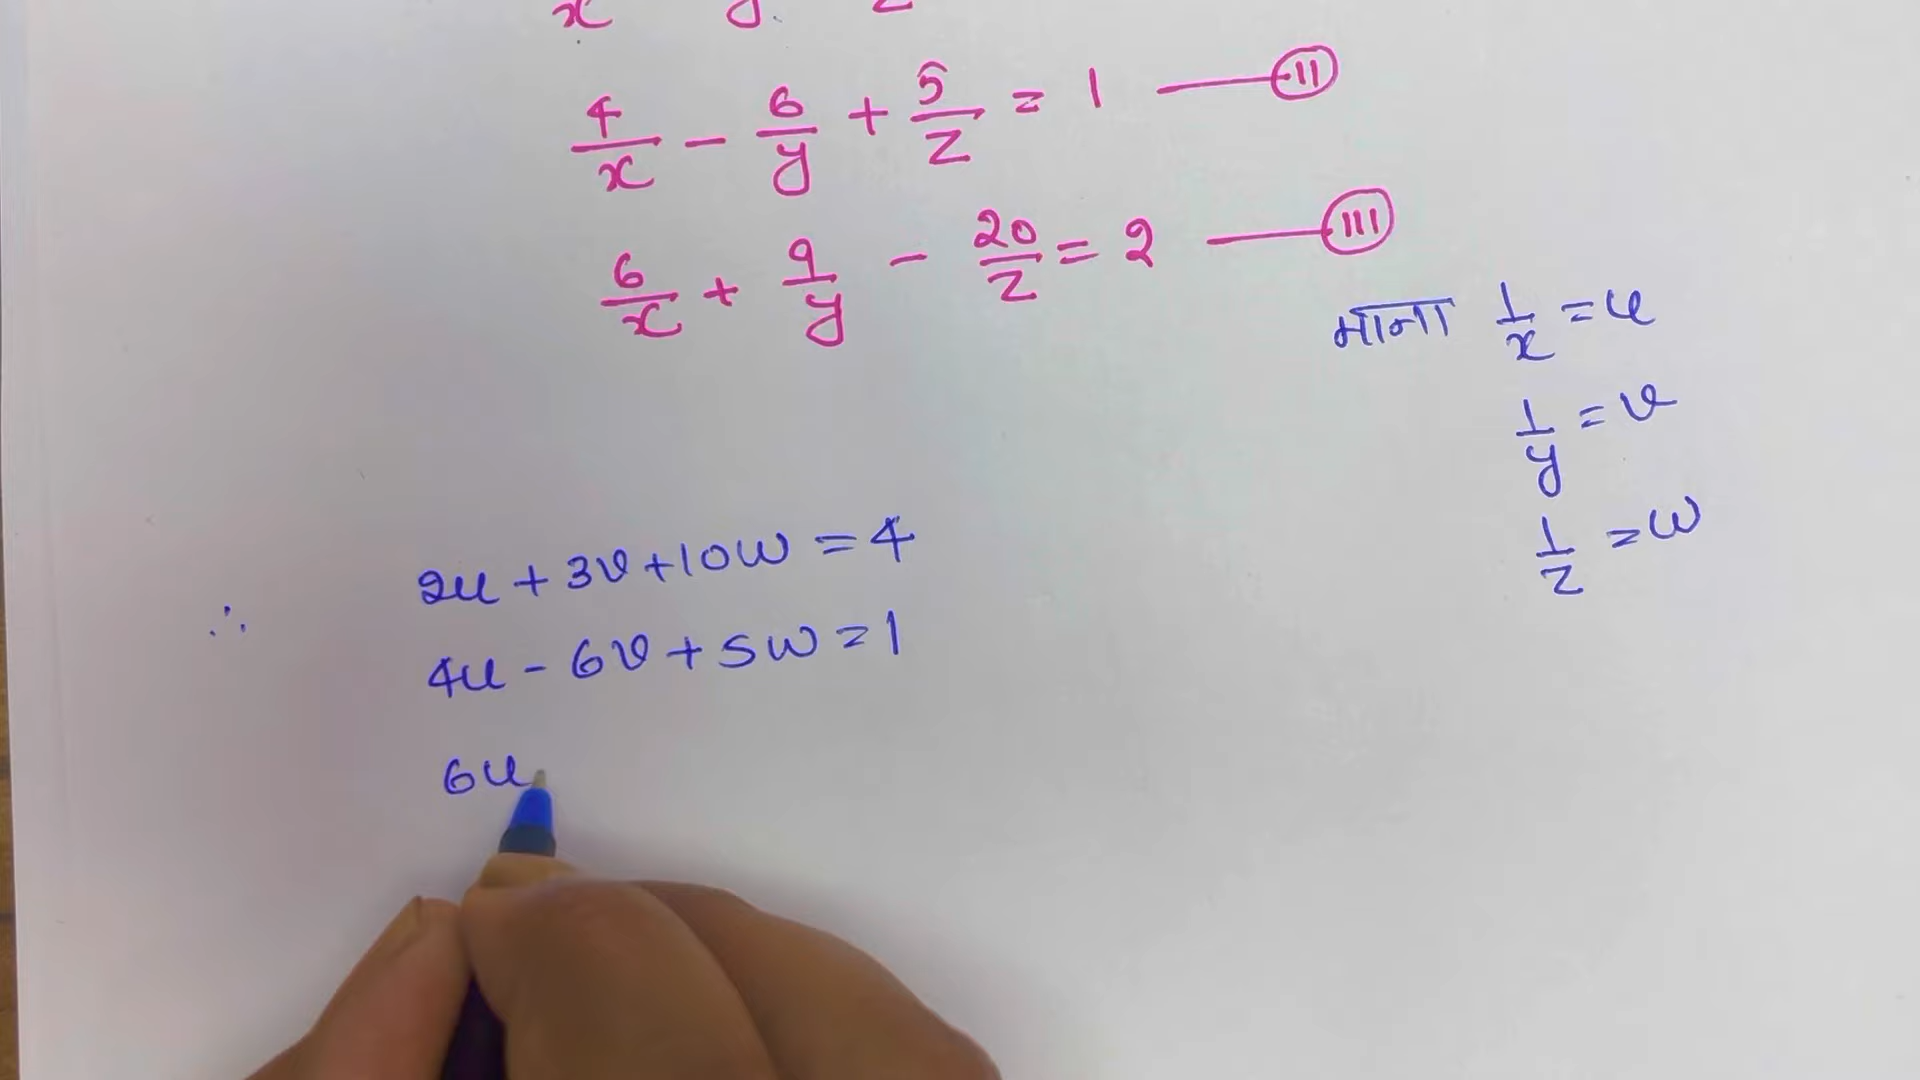 x y z
4/x - 6/y + 5/z = 1 —— (II)
6/x + 9/y - 20/z = 2 —— (III)
माना 1/x = u
1/y = v
1/z = w
∴ 2u + 3v + 10w = 4
4u - 6v + 5w = 1
6u